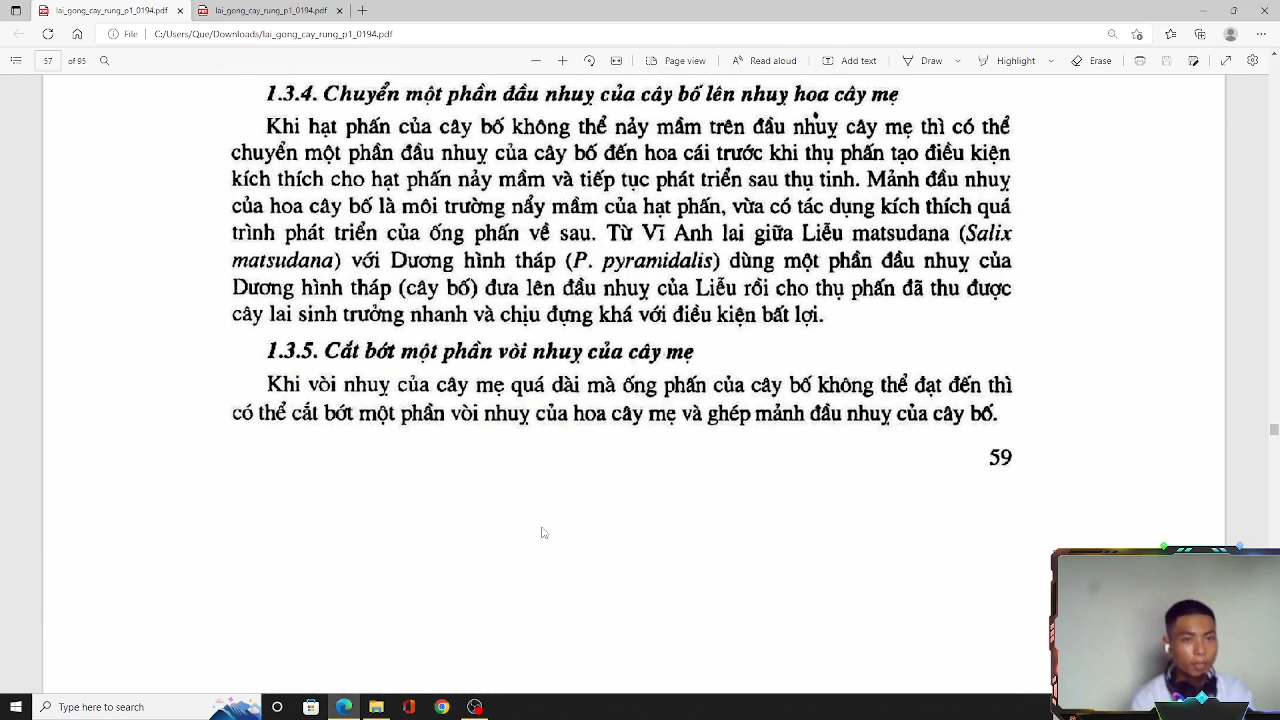 lai_gong_cay_rung_p1_0194.pdf
lai_gong_cay_rung_p1_0194.pdf
File C:/Users/Que/Downloads/lai_gong_cay_rung_p1_0194.pdf
57 of 95 Page view Read aloud Add text Draw Highlight Erase
1.3.4. Chuyển một phần đầu nhuỵ của cây bố lên nhuỵ hoa cây mẹ
Khi hạt phấn của cây bố không thể nảy mầm trên đầu nhuỵ cây mẹ thì có thể
chuyển một phần đầu nhuỵ của cây bố đến hoa cái trước khi thụ phấn tạo điều kiện
kích thích cho hạt phấn nảy mầm và tiếp tục phát triển sau thụ tinh. Mảnh đầu nhuỵ
của hoa cây bố là môi trường nẩy mầm của hạt phấn, vừa có tác dụng kích thích quá
trình phát triển của ống phấn về sau. Từ Vĩ Anh lai giữa Liễu matsudana (Salix
matsudana) với Dương hình tháp (P. pyramidalis) dùng một phần đầu nhuỵ của
Dương hình tháp (cây bố) đưa lên đầu nhuỵ của Liễu rồi cho thụ phấn đã thu được
cây lai sinh trưởng nhanh và chịu đựng khá với điều kiện bất lợi.
1.3.5. Cắt bớt một phần vòi nhuỵ của cây mẹ
Khi vòi nhuỵ của cây mẹ quá dài mà ống phấn của cây bố không thể đạt đến thì
có thể cắt bớt một phần vòi nhuỵ của hoa cây mẹ và ghép mảnh đầu nhuỵ của cây bố.
59
Type here to search